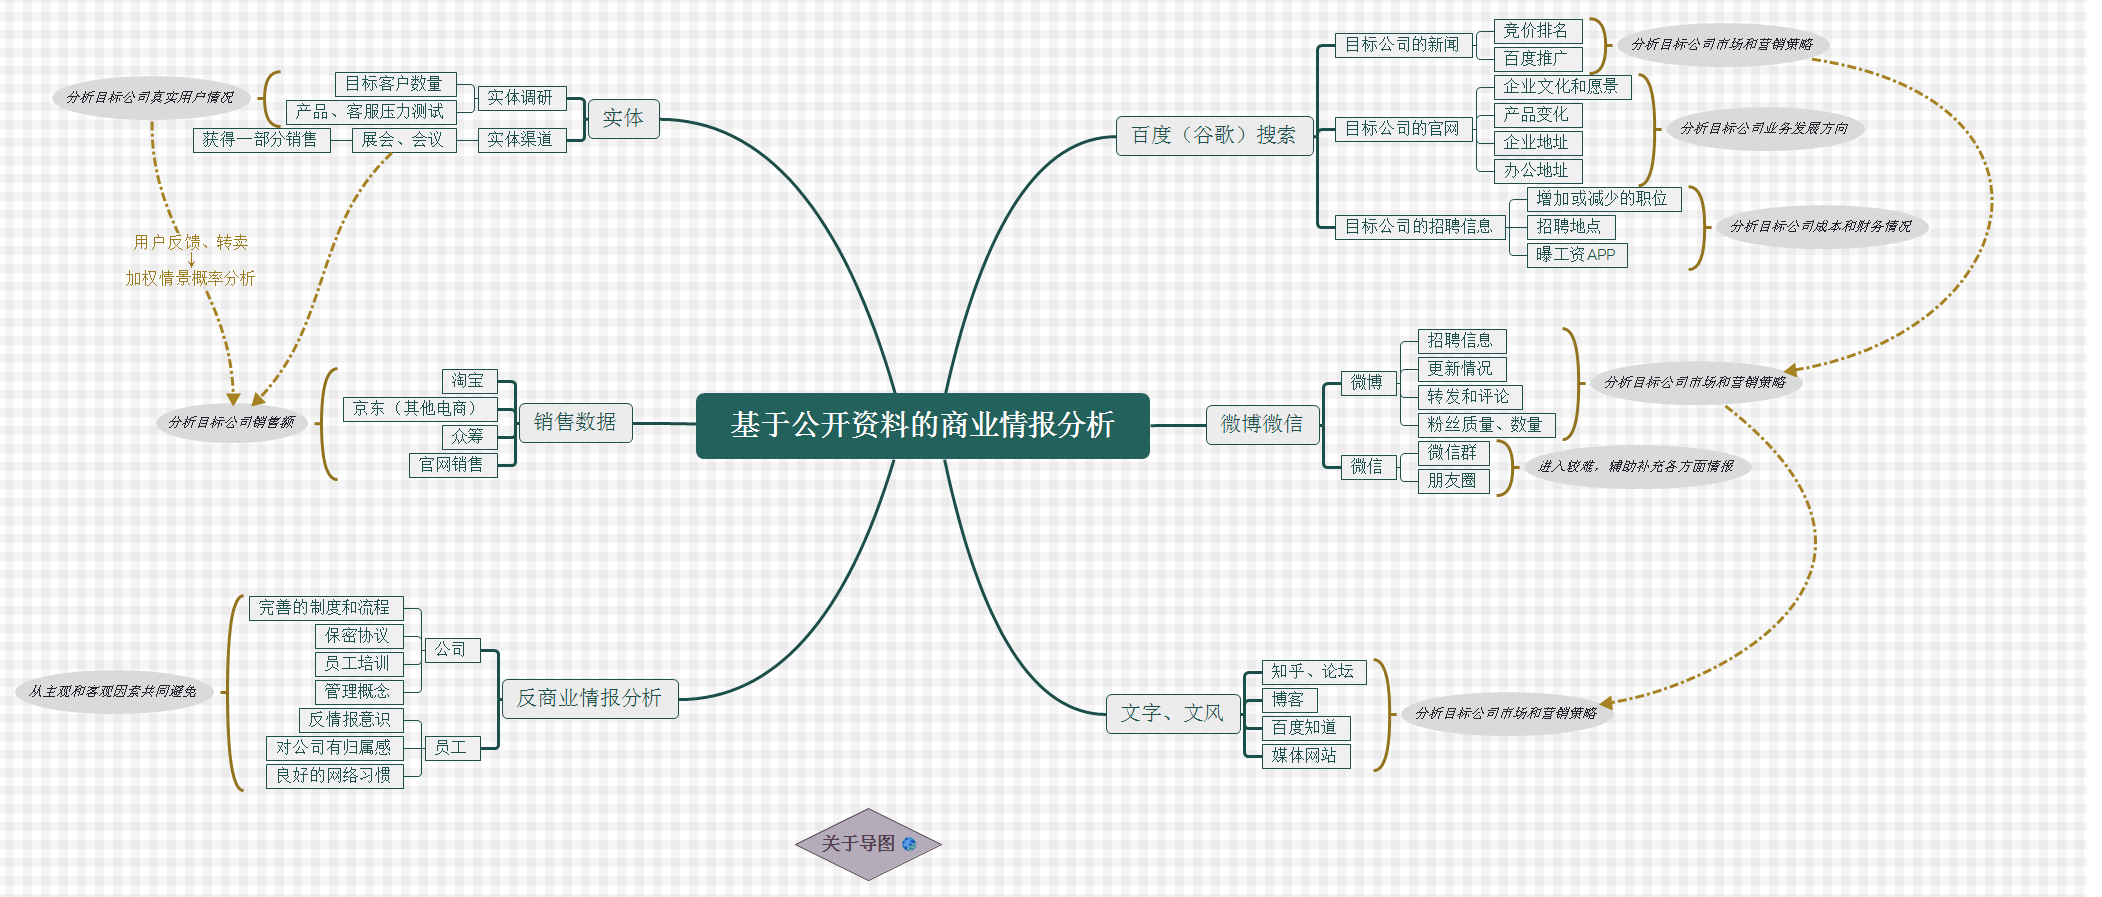 基于公开资料的商业情报分析
百度（谷歌）搜索
目标公司的新闻
竞价排名
百度推广
分析目标公司市场和营销策略
目标公司的官网
企业文化和愿景
产品变化
企业地址
办公地址
分析目标公司业务发展方向
目标公司的招聘信息
增加或减少的职位
招聘地点
曝工资APP
分析目标公司成本和财务情况
微博微信
微博
招聘信息
更新情况
转发和评论
粉丝质量、数量
分析目标公司市场和营销策略
微信
微信群
朋友圈
进入较难，辅助补充各方面情报
文字、文风
知乎、论坛
博客
百度知道
媒体网站
分析目标公司市场和营销策略
实体
实体调研
目标客户数量
产品、客服压力测试
分析目标公司真实用户情况
实体渠道
展会、会议
获得一部分销售
用户反馈、转卖
↓
加权情景概率分析
销售数据
淘宝
京东（其他电商）
众筹
官网销售
分析目标公司销售额
反商业情报分析
公司
完善的制度和流程
保密协议
员工培训
管理概念
员工
反情报意识
对公司有归属感
良好的网络习惯
从主观和客观因素共同避免
关于导图